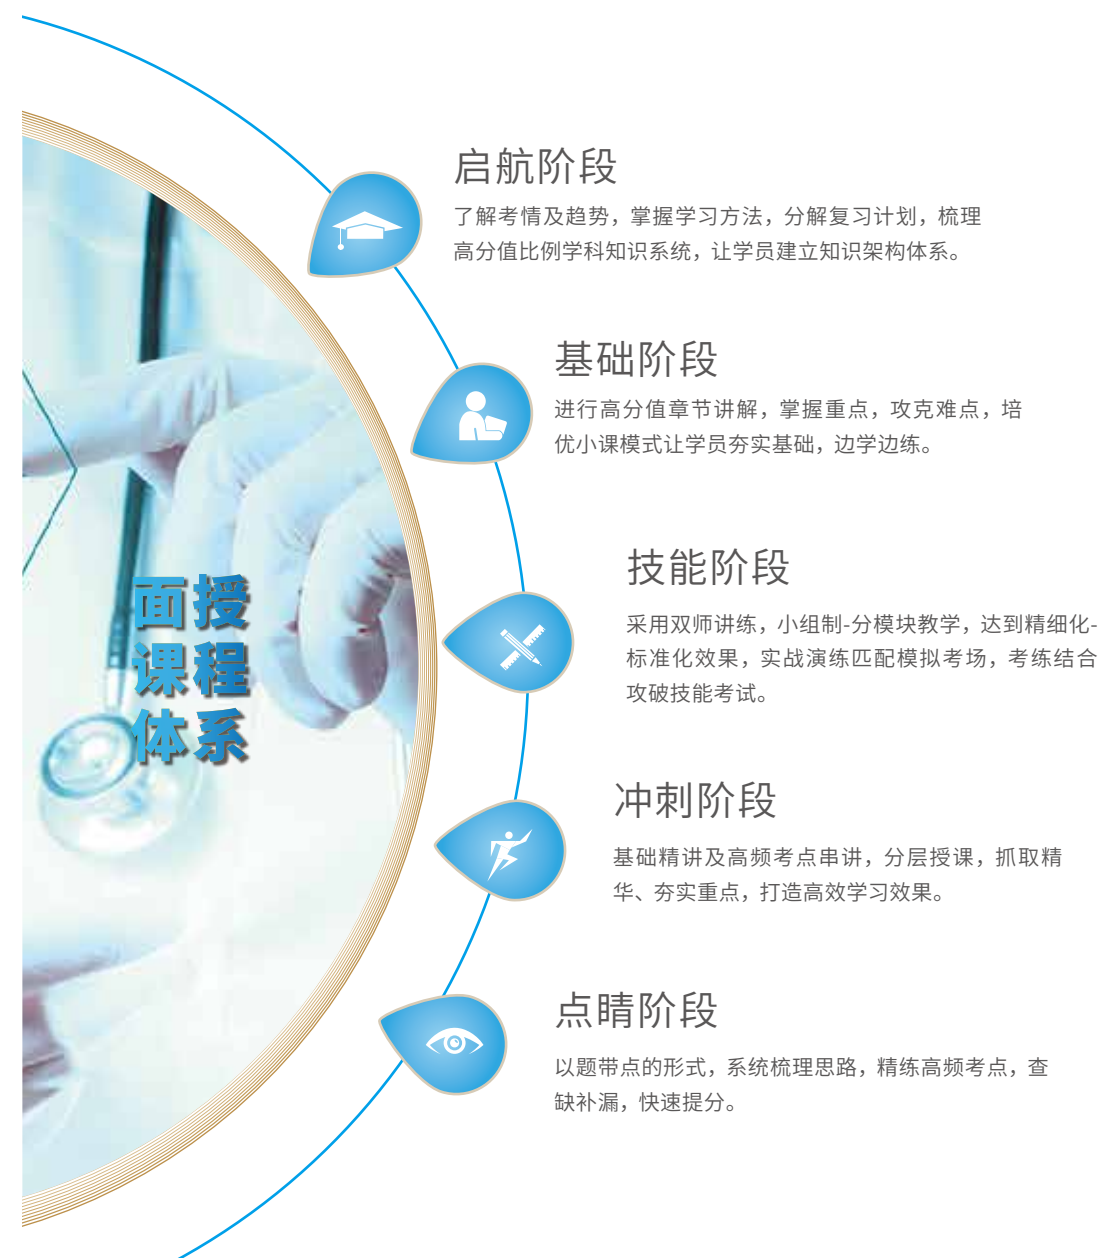 面授
课程
体系
启航阶段
了解考情及趋势，掌握学习方法，分解复习计划，梳理
高分值比例学科知识系统，让学员建立知识架构体系。
基础阶段
进行高分值章节讲解，掌握重点，攻克难点，培
优小课模式让学员夯实基础，边学边练。
技能阶段
采用双师讲练，小组制-分模块教学，达到精细化-
标准化效果，实战演练匹配模拟考场，考练结合
攻破技能考试。
冲刺阶段
基础精讲及高频考点串讲，分层授课，抓取精
华、夯实重点，打造高效学习效果。
点睛阶段
以题带点的形式，系统梳理思路，精练高频考点，查
缺补漏，快速提分。